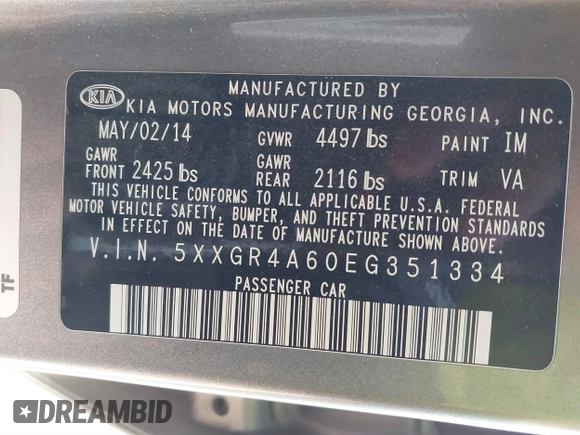 KIA
MANUFACTURED BY
KIA MOTORS MANUFACTURING GEORGIA, INC.
MAY/02/14 GVWR 4497 lbs PAINT IM
GAWR FRONT 2425 lbs GAWR REAR 2116 lbs TRIM VA
THIS VEHICLE CONFORMS TO ALL APPLICABLE U.S.A. FEDERAL
MOTOR VEHICLE SAFETY, BUMPER, AND THEFT PREVENTION STANDARDS
IN EFFECT ON THE DATE OF MANUFACTURE SHOWN ABOVE.
V.I.N. 5XXGR4A60EG351334
PASSENGER CAR
TF
DREAMBID